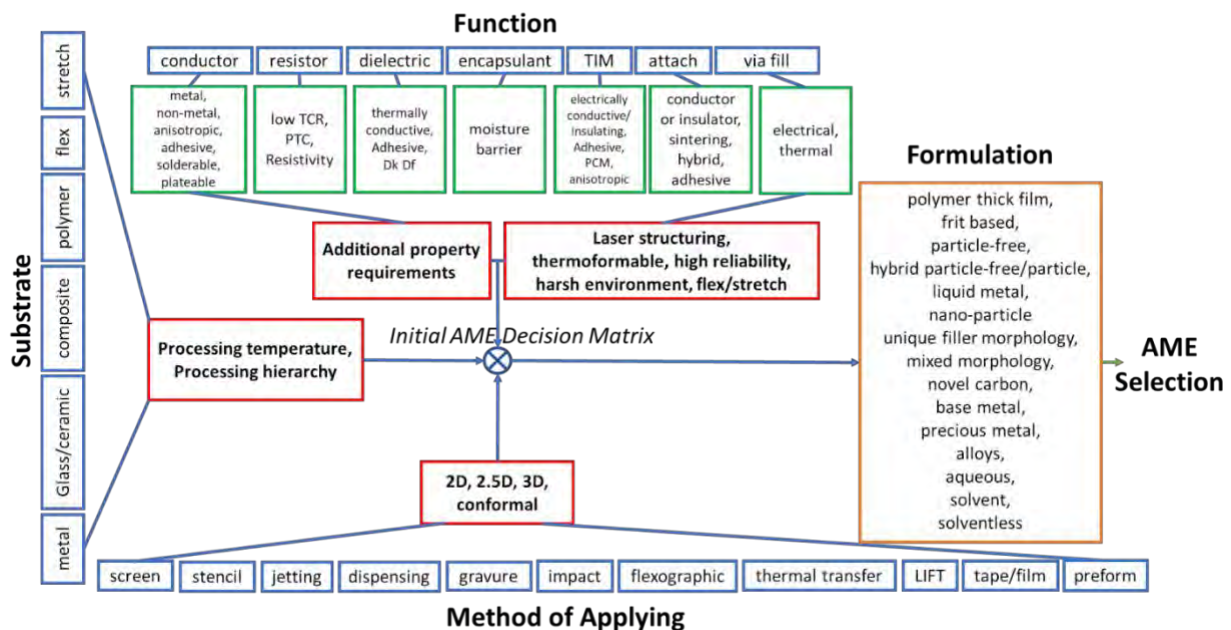 Function
conductor
resistor
dielectric
encapsulant
TIM
attach
via fill
metal,
non-metal,
anisotropic,
adhesive,
solderable,
plateable
low TCR,
PTC,
Resistivity
thermally
conductive,
Adhesive,
Dk Df
moisture
barrier
electrically
conductive/
Insulating,
Adhesive,
PCM,
anisotropic
conductor
or insulator,
sintering,
hybrid,
adhesive
electrical,
thermal
Substrate
stretch
flex
polymer
composite
Glass/ceramic
metal
Additional property
requirements
Laser structuring,
thermoformable, high reliability,
harsh environment, flex/stretch
Processing temperature,
Processing hierarchy
Initial AME Decision Matrix
2D, 2.5D, 3D,
conformal
Formulation
polymer thick film,
frit based,
particle-free,
hybrid particle-free/particle,
liquid metal,
nano-particle
unique filler morphology,
mixed morphology,
novel carbon,
base metal,
precious metal,
alloys,
aqueous,
solvent,
solventless
AME
Selection
screen
stencil
jetting
dispensing
gravure
impact
flexographic
thermal transfer
LIFT
tape/film
preform
Method of Applying